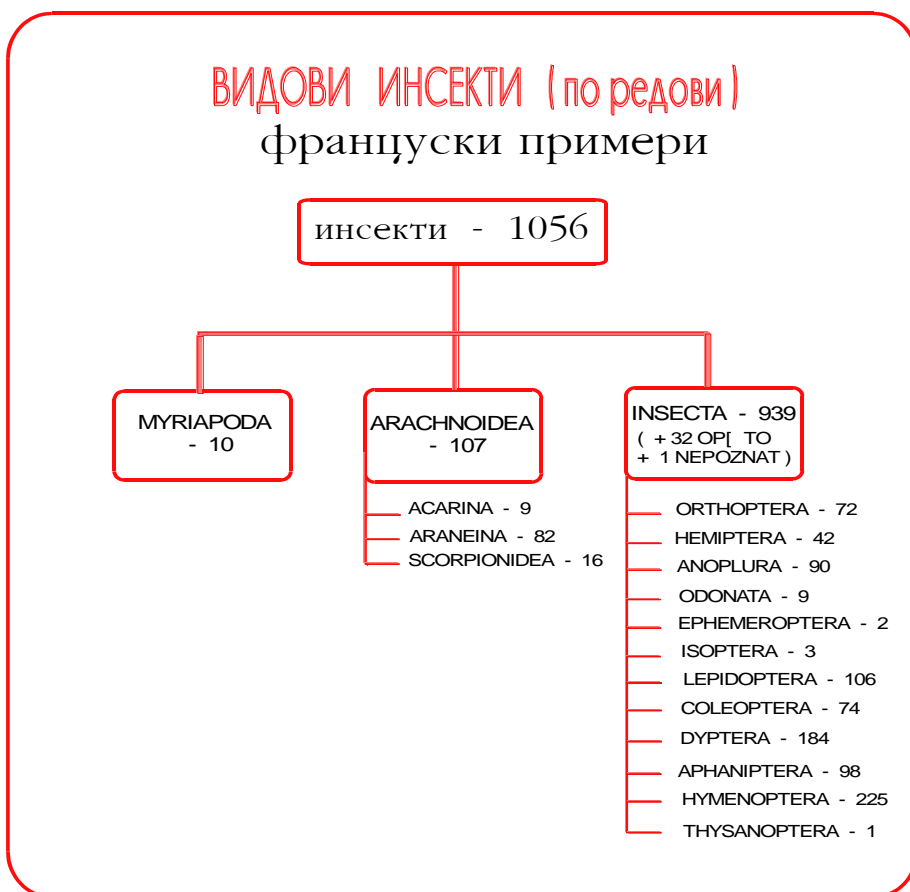 ВИДОВИ ИНСЕКТИ (по редови)
француски примери
инсекти - 1056
MYRIAPODA
- 10
ARACHNOIDEA
- 107
INSECTA - 939
( + 32 OP[ TO
+ 1 NEPOZNAT )
ACARINA - 9
ARANEINA - 82
SCORPIONIDEA - 16
ORTHOPTERA - 72
HEMIPTERA - 42
ANOPLURA - 90
ODONATA - 9
EPHEMEROPTERA - 2
ISOPTERA - 3
LEPIDOPTERA - 106
COLEOPTERA - 74
DYPTERA - 184
APHANIPTERA - 98
HYMENOPTERA - 225
THYSANOPTERA - 1